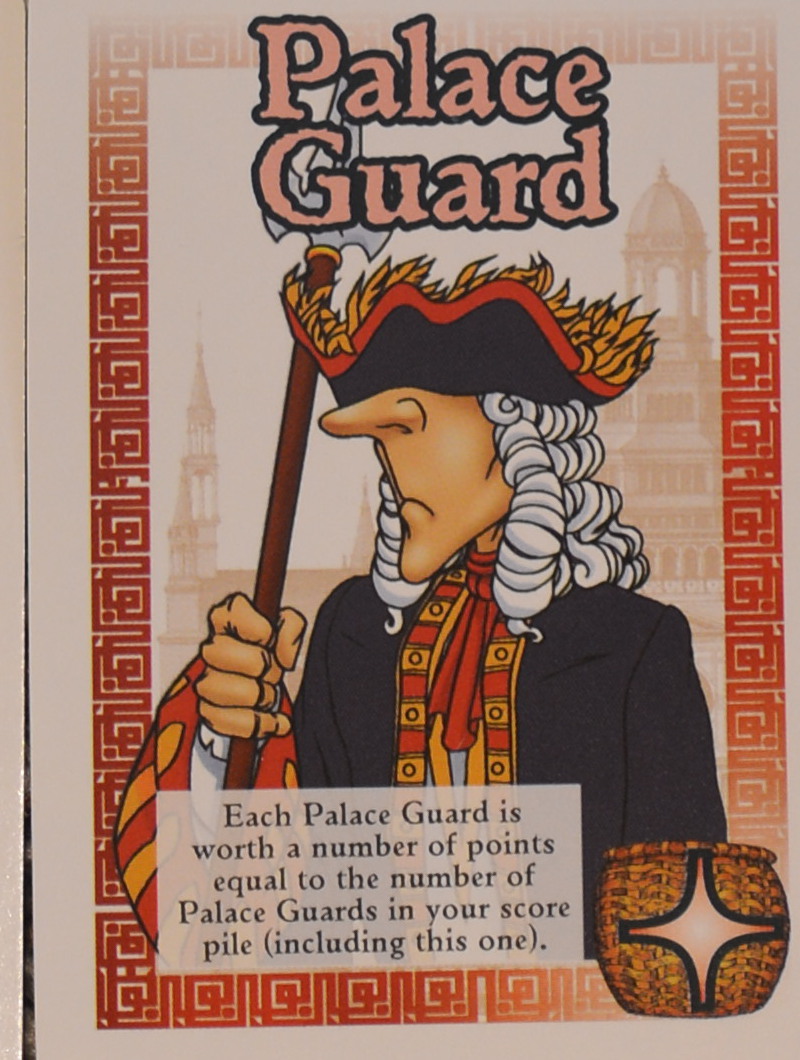 Palace
Guard
Each Palace Guard is
worth a number of points
equal to the number of
Palace Guards in your score
pile (including this one).